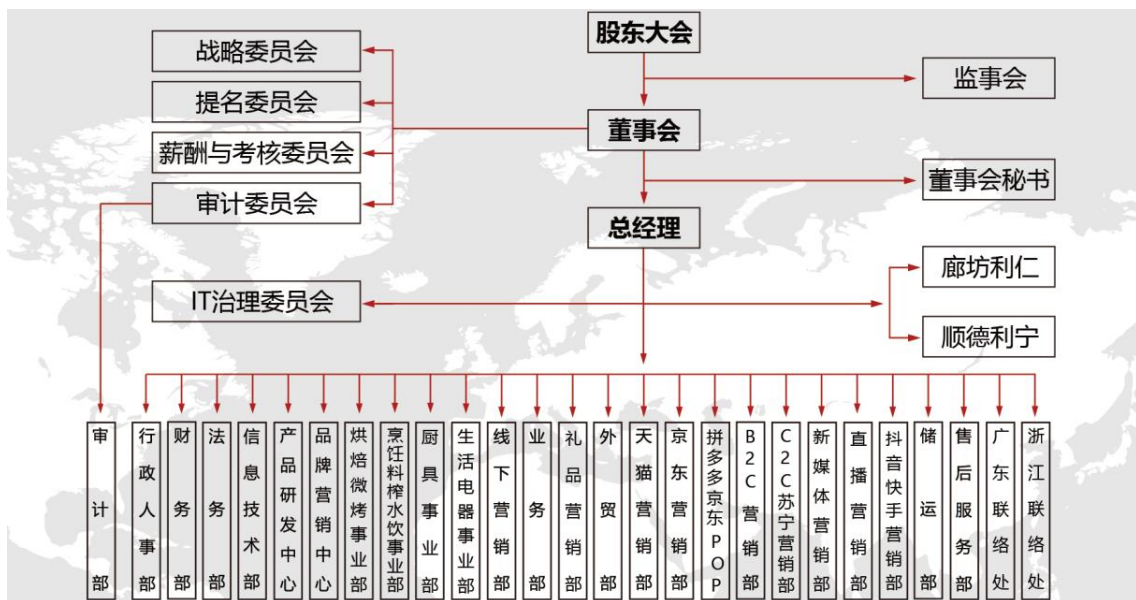 股东大会
战略委员会
监事会
提名委员会
董事会
薪酬与考核委员会
董事会秘书
审计委员会
总经理
廊坊利仁
IT治理委员会
顺德利宁
审计部
行政人事部
财务部
法务部
信息技术部
产品研发中心
品牌营销中心
烘焙微烤事业部
烹饪料榨水饮事业部
厨具事业部
生活电器事业部
线下营销部
业务部
礼品营销部
外贸部
天猫营销部
京东营销部
拼多多京东POP
B2C营销部
C2C苏宁营销部
新媒体营销部
直播营销部
抖音快手营销部
储运部
售后服务部
广东联络处
浙江联络处